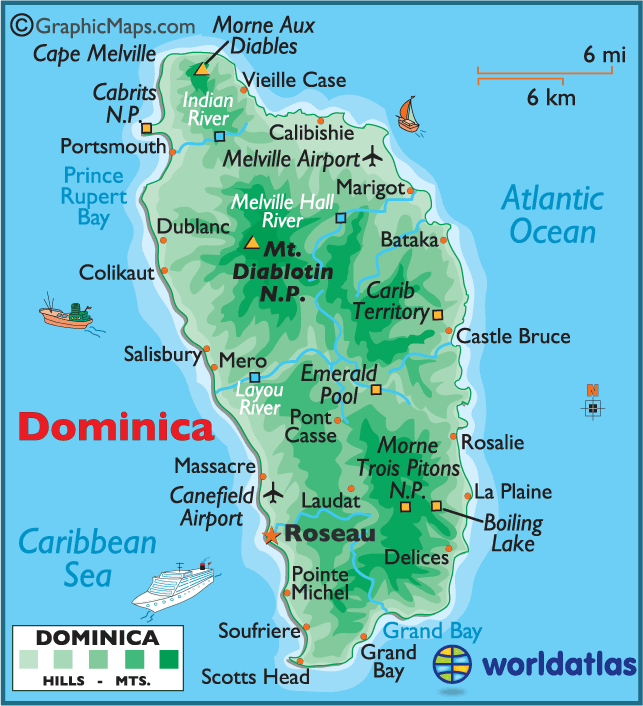 ©GraphicMaps.com
Morne Aux
Diables
Cape Melville
6 mi
6 km
Vieille Case
Cabrits
N.P.
Indian
River
Calibishie
Portsmouth
Melville Airport
Prince
Rupert
Bay
Marigot
Melville Hall
River
Atlantic
Ocean
Dublanc
Bataka
Mt.
Diablotin
N.P.
Colikaut
Carib
Territory
Castle Bruce
Salisbury
Mero
Emerald
Pool
Layou
River
Dominica
Pont
Casse
Rosalie
Morne
Trois Pitons
N.P.
Massacre
Canefield
Airport
Laudat
La Plaine
Boiling
Lake
Roseau
Caribbean
Sea
Delices
Pointe
Michel
Soufriere
Grand Bay
Grand
Bay
Scotts Head
N
DOMINICA
HILLS - MTS.
worldatlas